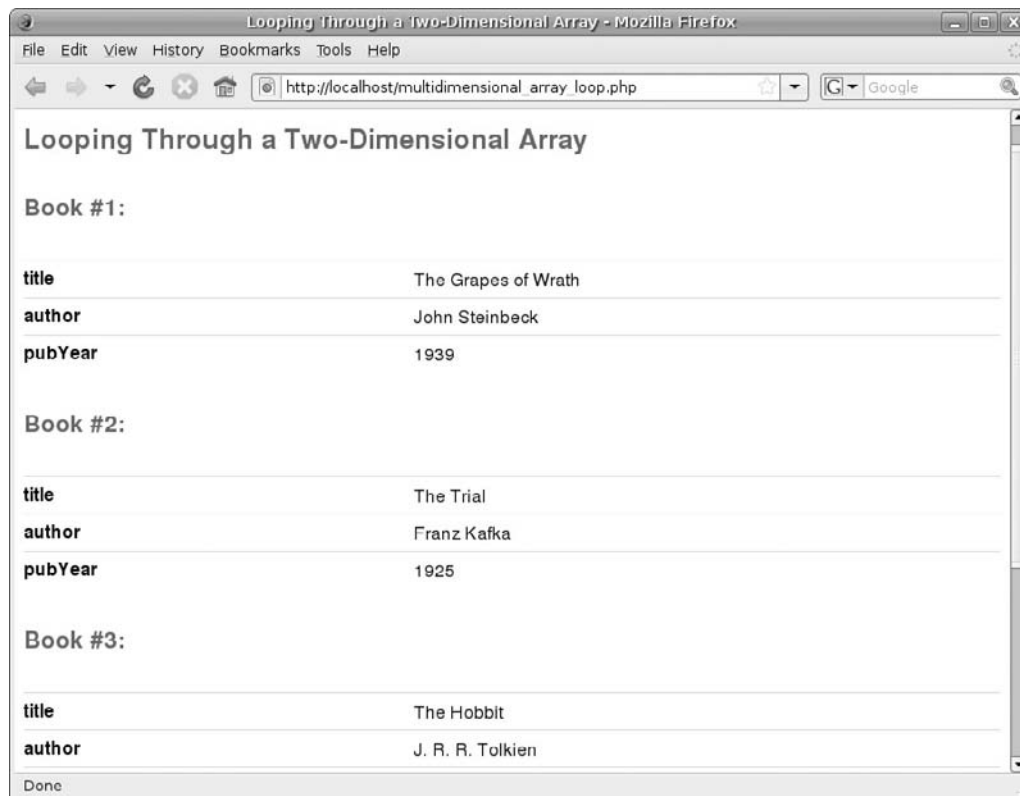 Looping Through a Two-Dimensional Array - Mozilla Firefox
File Edit View History Bookmarks Tools Help
http://localhost/multidimensional_array_loop.php
G Google
Looping Through a Two-Dimensional Array
Book #1:
title The Grapes of Wrath
author John Steinbeck
pubYear 1939
Book #2:
title The Trial
author Franz Kafka
pubYear 1925
Book #3:
title The Hobbit
author J. R. R. Tolkien
Done